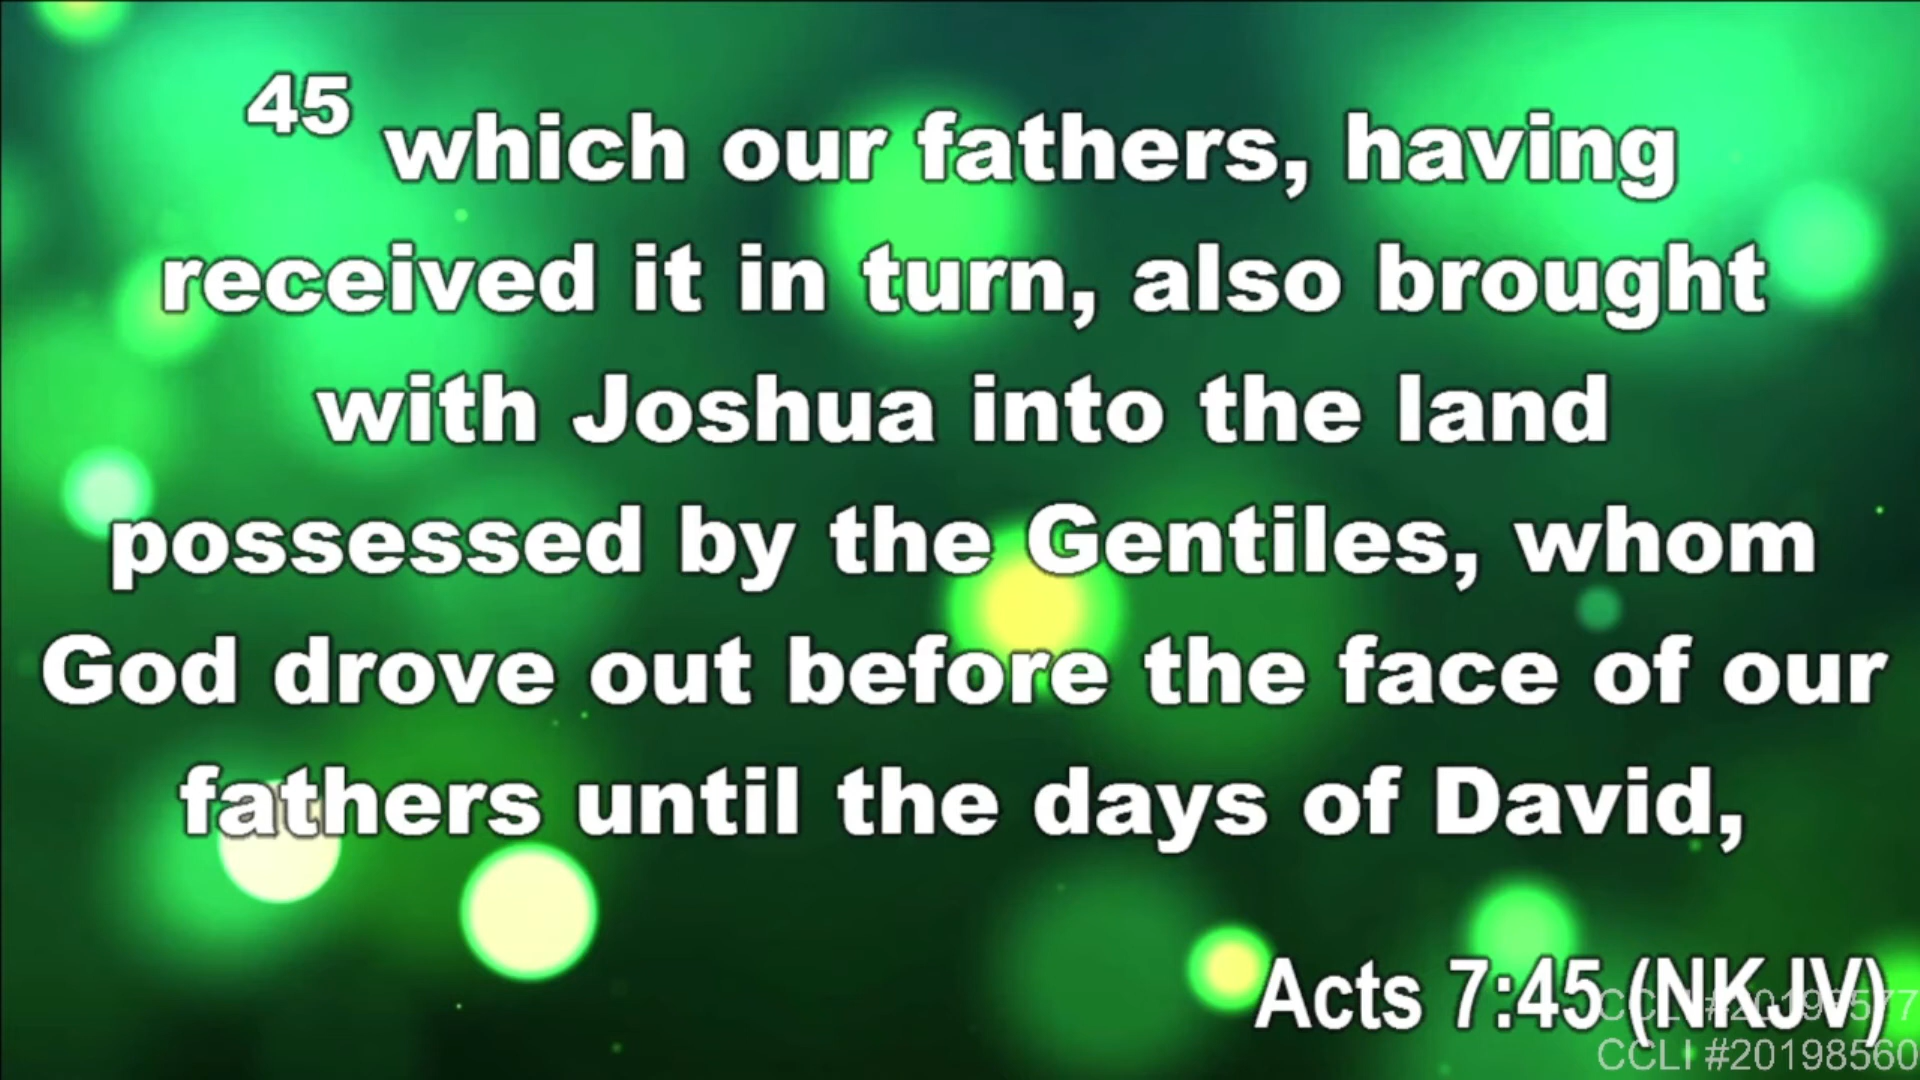 45 which our fathers, having
received it in turn, also brought
with Joshua into the land
possessed by the Gentiles, whom
God drove out before the face of our
fathers until the days of David,
Acts 7:45 (NKJV)
CCLI #20198560